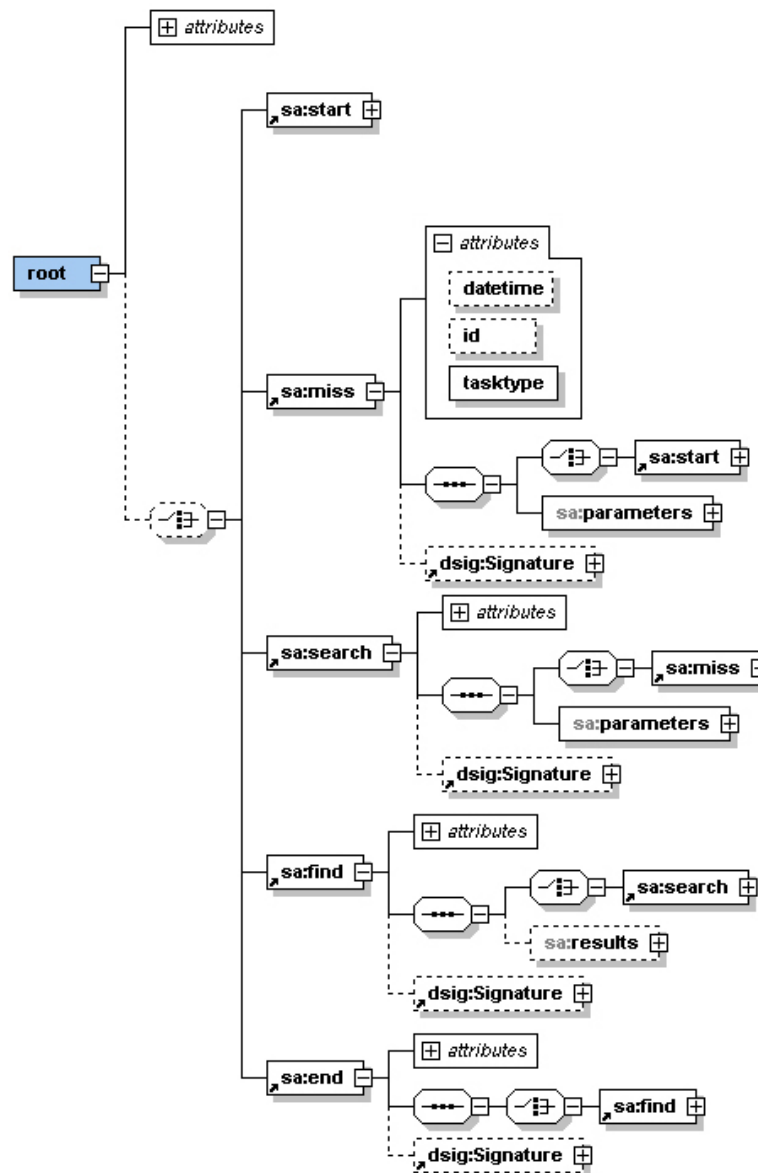 attributes
sa:start
root
attributes
datetime
id
tasktype
sa:miss
sa:start
sa:parameters
dsig:Signature
attributes
sa:search
sa:miss
sa:parameters
dsig:Signature
attributes
sa:find
sa:search
sa:results
dsig:Signature
attributes
sa:end
sa:find
dsig:Signature